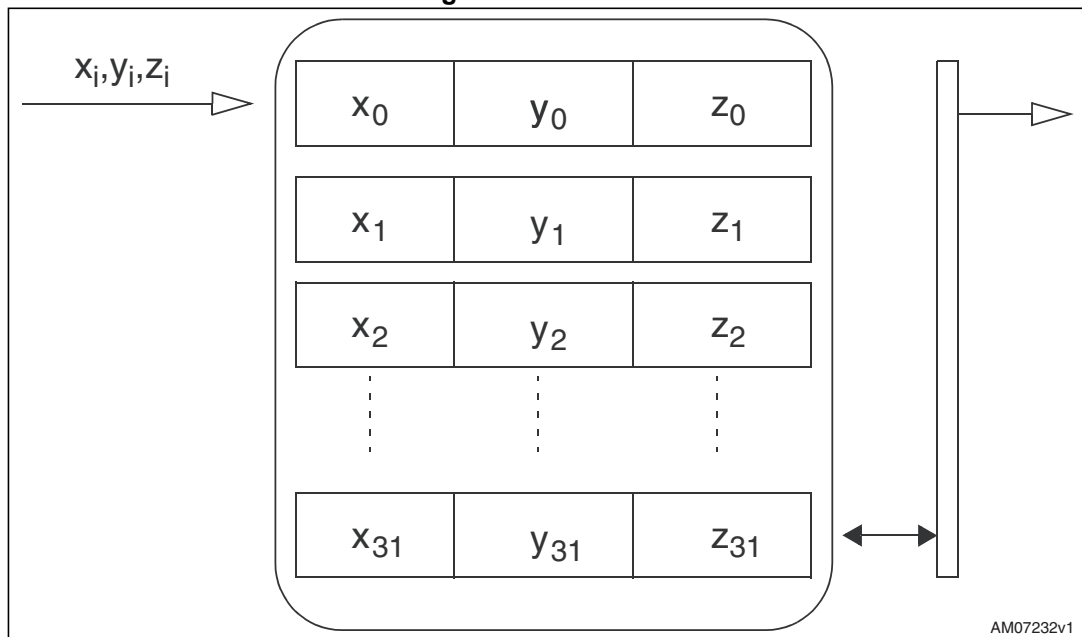 xᵢ,yᵢ,zᵢ
x₀ y₀ z₀
x₁ y₁ z₁
x₂ y₂ z₂
x₃₁ y₃₁ z₃₁
AM07232v1